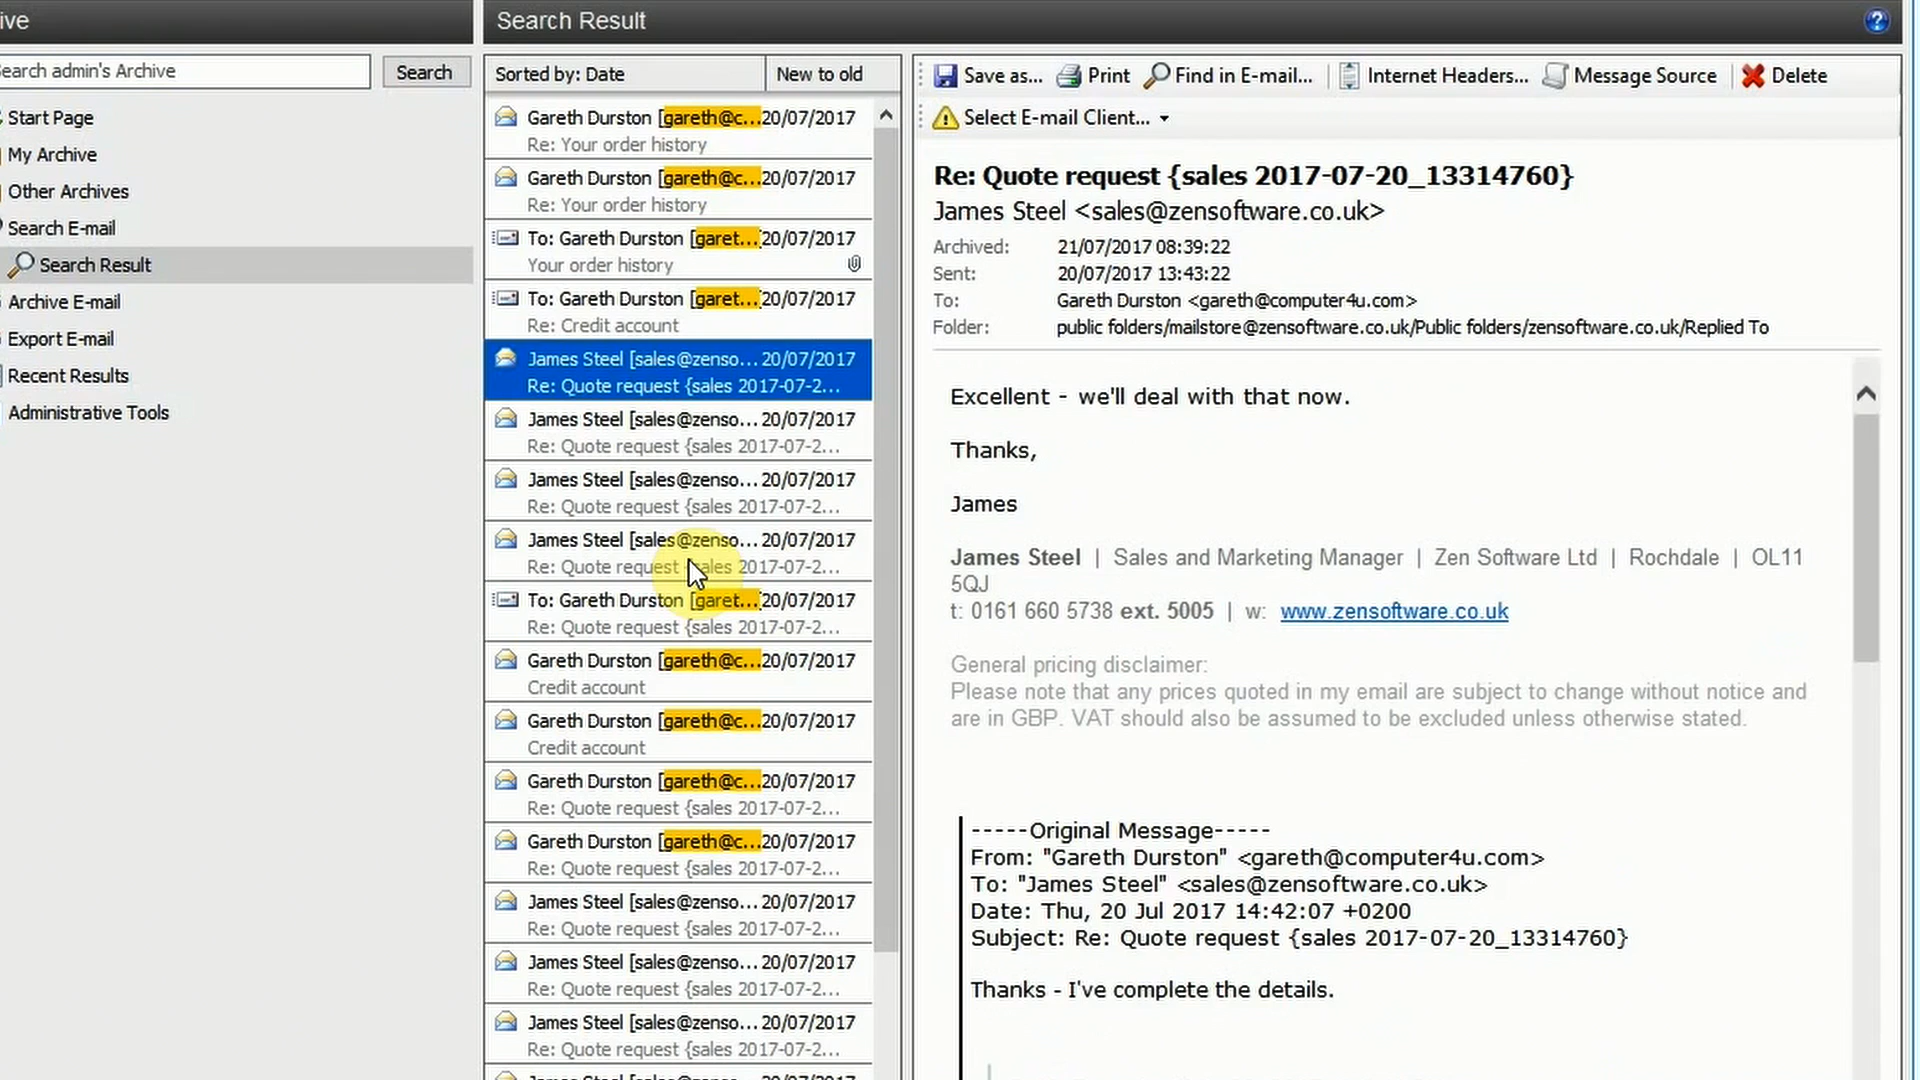 ive
Search admin's Archive
Search
Start Page
My Archive
Other Archives
Search E-mail
Search Result
Archive E-mail
Export E-mail
Recent Results
Administrative Tools
Search Result
Sorted by: Date
New to old
Gareth Durston [gareth@c... 20/07/2017
Re: Your order history
Gareth Durston [gareth@c... 20/07/2017
Re: Your order history
To: Gareth Durston [garet... 20/07/2017
Your order history
To: Gareth Durston [garet... 20/07/2017
Re: Credit account
James Steel [sales@zenso... 20/07/2017
Re: Quote request {sales 2017-07-2...
James Steel [sales@zenso... 20/07/2017
Re: Quote request {sales 2017-07-2...
James Steel [sales@zenso... 20/07/2017
Re: Quote request {sales 2017-07-2...
James Steel [sales@zenso... 20/07/2017
Re: Quote request {sales 2017-07-2...
To: Gareth Durston [garet... 20/07/2017
Re: Quote request {sales 2017-07-2...
Gareth Durston [gareth@c... 20/07/2017
Credit account
Gareth Durston [gareth@c... 20/07/2017
Credit account
Gareth Durston [gareth@c... 20/07/2017
Re: Quote request {sales 2017-07-2...
Gareth Durston [gareth@c... 20/07/2017
Re: Quote request {sales 2017-07-2...
James Steel [sales@zenso... 20/07/2017
Re: Quote request {sales 2017-07-2...
James Steel [sales@zenso... 20/07/2017
Re: Quote request {sales 2017-07-2...
James Steel [sales@zenso... 20/07/2017
Re: Quote request {sales 2017-07-2...
Save as... Print Find in E-mail... Internet Headers... Message Source Delete
Select E-mail Client...
Re: Quote request {sales 2017-07-20_13314760}
James Steel <sales@zensoftware.co.uk>
Archived: 21/07/2017 08:39:22
Sent: 20/07/2017 13:43:22
To: Gareth Durston <gareth@computer4u.com>
Folder: public folders/mailstore@zensoftware.co.uk/Public folders/zensoftware.co.uk/Replied To
Excellent - we'll deal with that now.
Thanks,
James
James Steel | Sales and Marketing Manager | Zen Software Ltd | Rochdale | OL11
5QJ
t: 0161 660 5738 ext. 5005 | w: www.zensoftware.co.uk
General pricing disclaimer:
Please note that any prices quoted in my email are subject to change without notice and
are in GBP. VAT should also be assumed to be excluded unless otherwise stated.
-----Original Message-----
From: "Gareth Durston" <gareth@computer4u.com>
To: "James Steel" <sales@zensoftware.co.uk>
Date: Thu, 20 Jul 2017 14:42:07 +0200
Subject: Re: Quote request {sales 2017-07-20_13314760}
Thanks - I've complete the details.